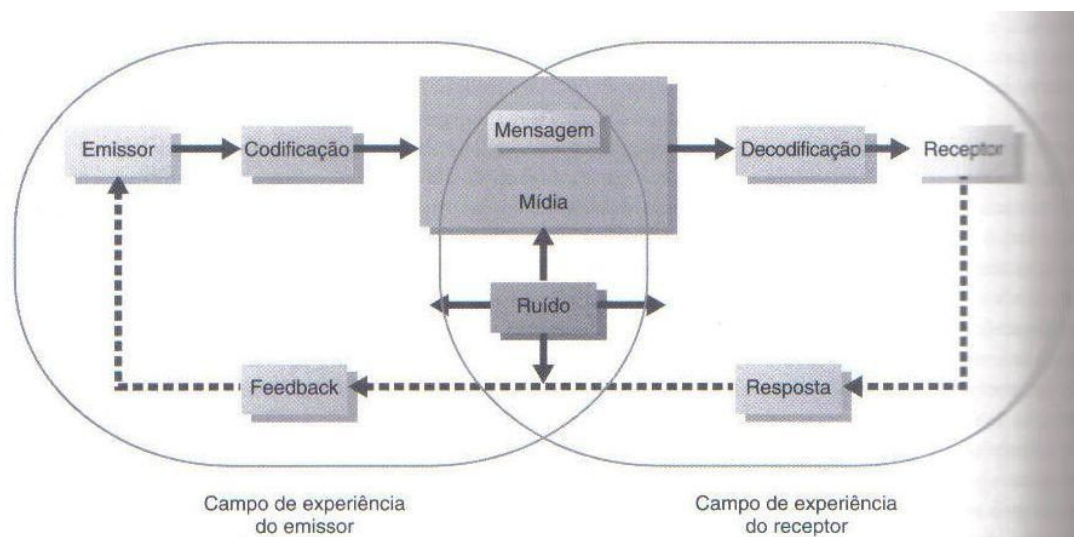 Mensagem
Emissor
Codificação
Decodificação
Receptor
Mídia
Ruído
Feedback
Resposta
Campo de experiência
do emissor
Campo de experiência
do receptor